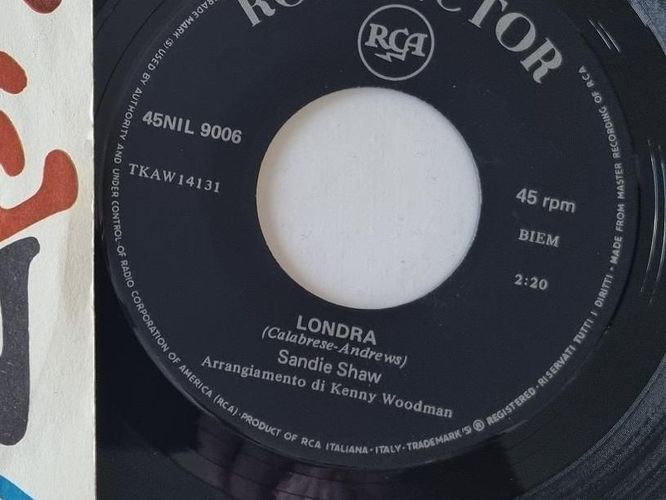 VICTOR
RCA
45NIL 9006
TKAW14131
45 rpm
BIEM
2:20
LONDRA
(Calabrese-Andrews)
Sandie Shaw
Arrangiamento di Kenny Woodman
TRADEMARK (S) USED BY AUTHORITY AND UNDER CONTROL OF RADIO CORPORATION OF AMERICA (RCA)·PRODUCT OF RCA ITALIANA·ITALY·TRADEMARK(S) ® REGISTERED·RISERVATI TUTTI I DIRITTI·MADE FROM MASTER RECORDING OF RCA